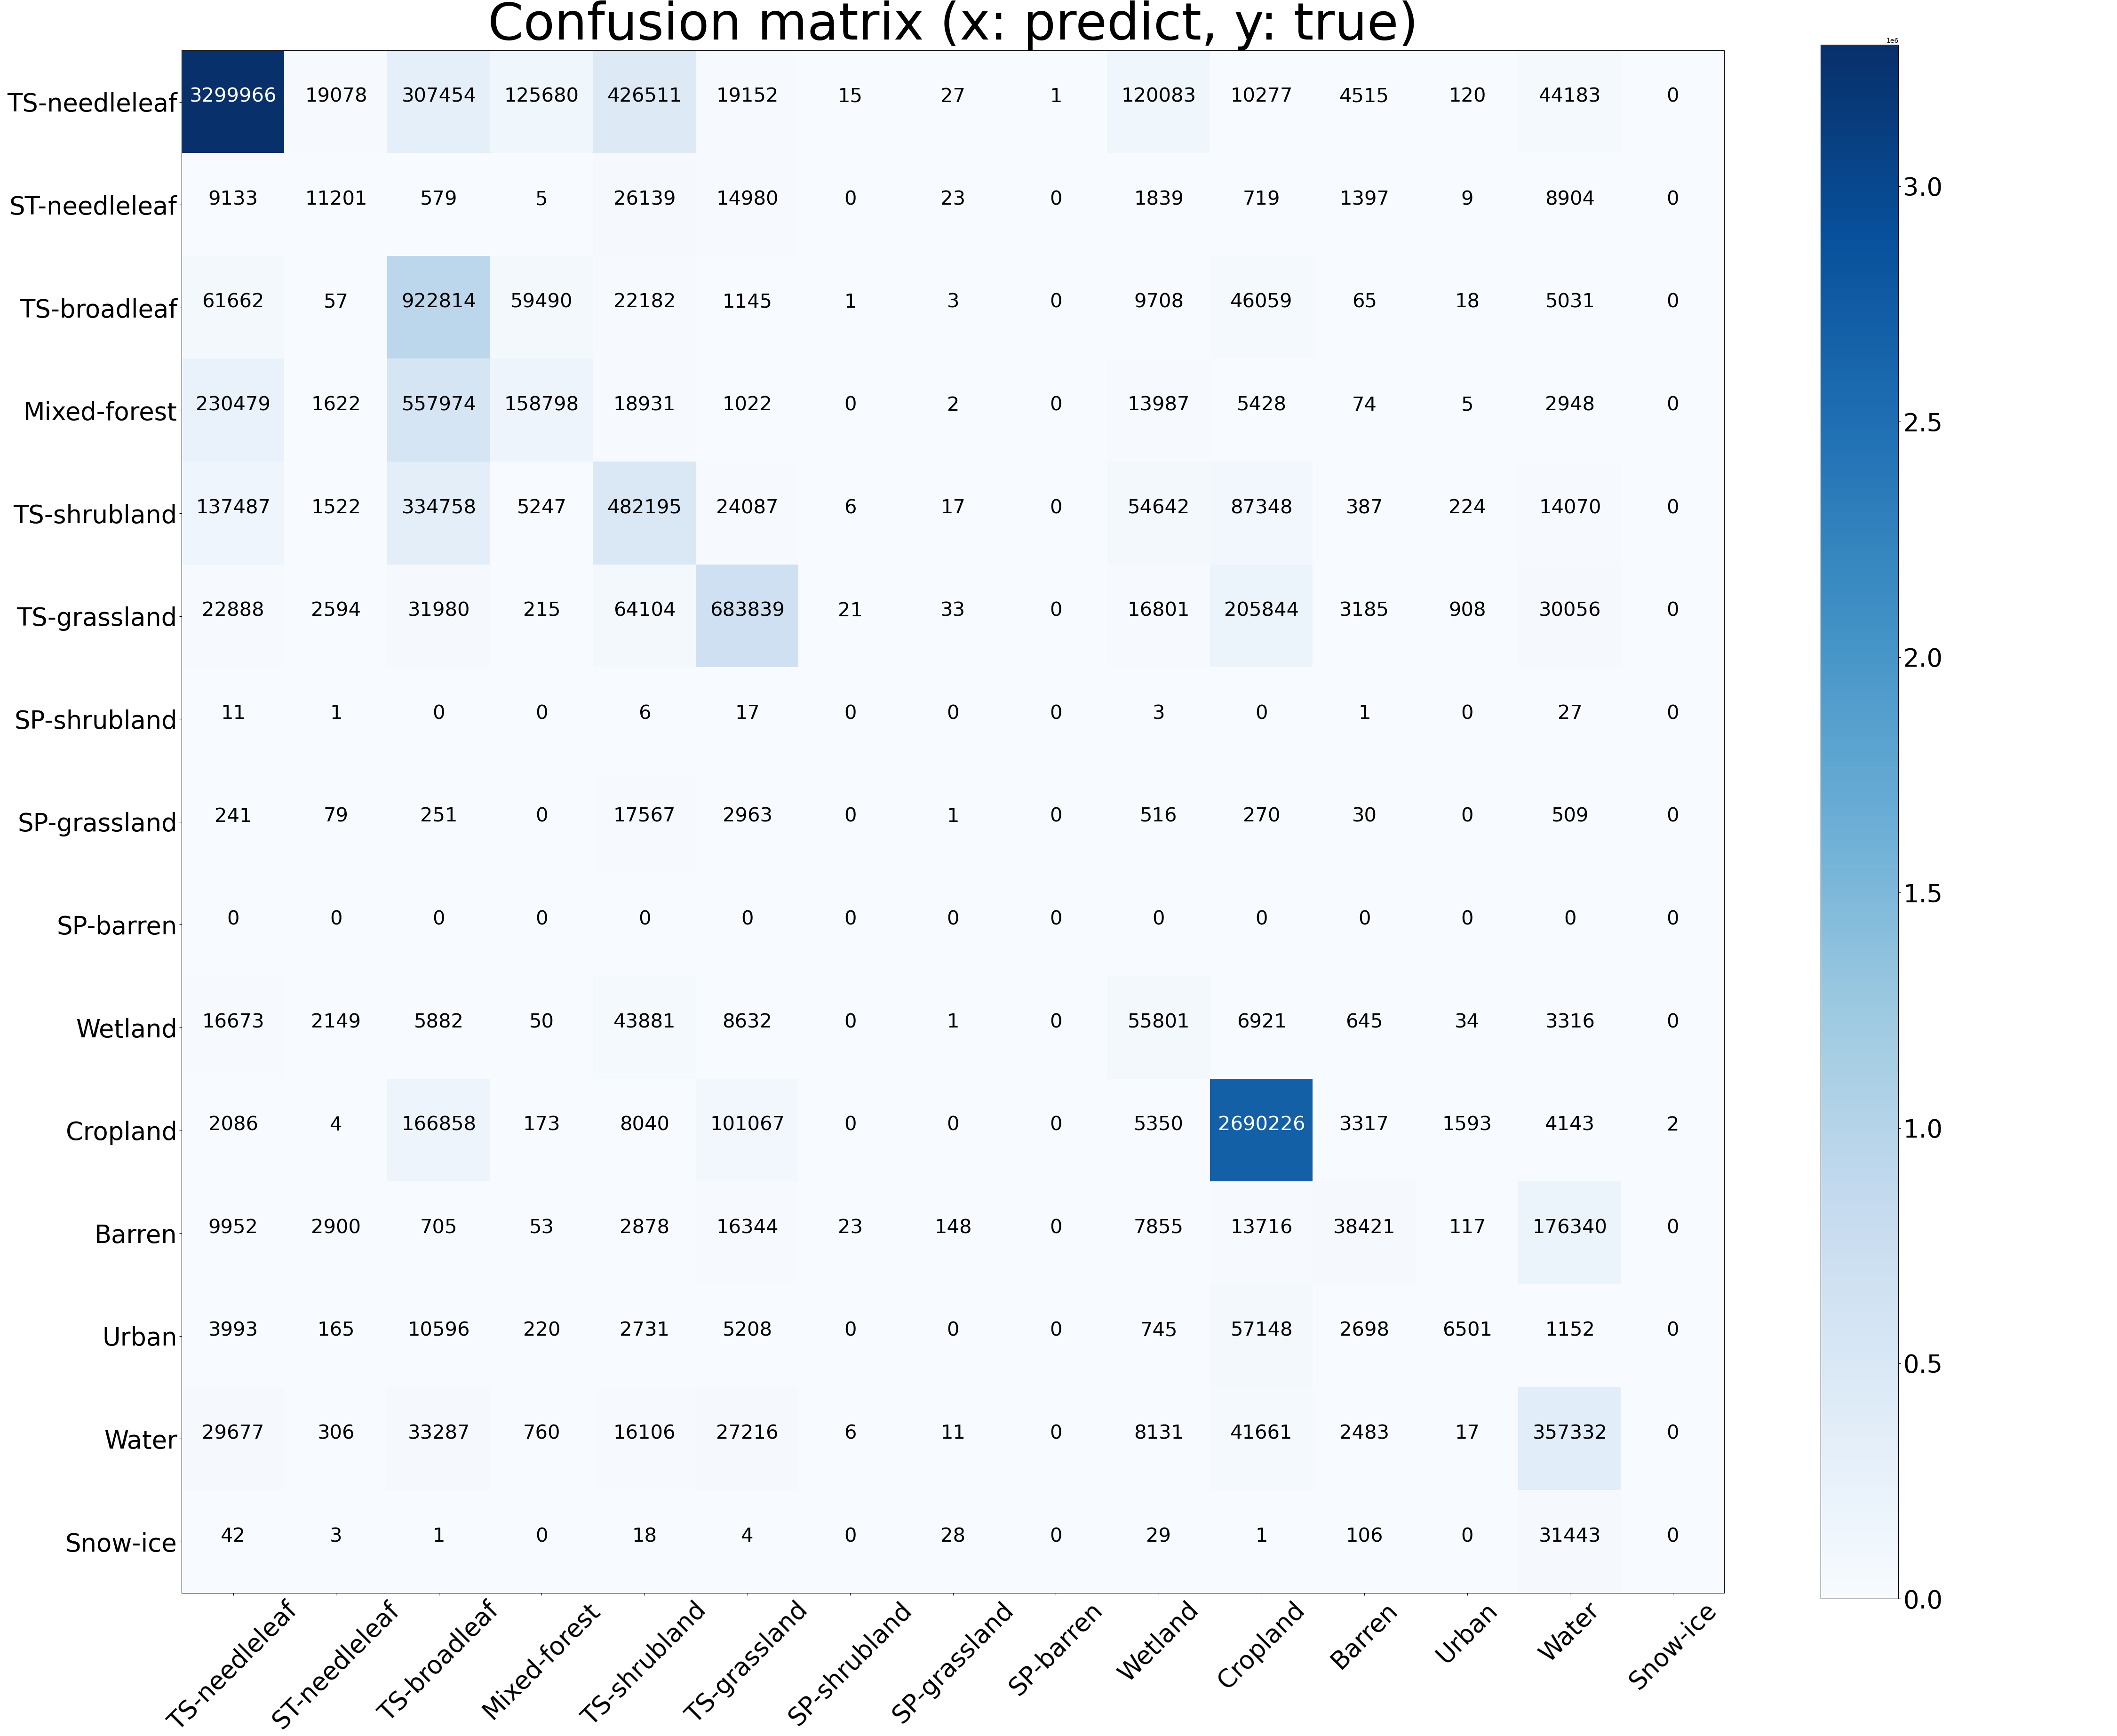 Confusion matrix (x: predict, y: true)
1e6
TS-needleleaf 3299966 19078 307454 125680 426511 19152 15 27 1 120083 10277 4515 120 44183 0
3.0
ST-needleleaf 9133 11201 579 5 26139 14980 0 23 0 1839 719 1397 9 8904 0
TS-broadleaf 61662 57 922814 59490 22182 1145 1 3 0 9708 46059 65 18 5031 0
Mixed-forest 230479 1622 557974 158798 18931 1022 0 2 0 13987 5428 74 5 2948 0
2.5
TS-shrubland 137487 1522 334758 5247 482195 24087 6 17 0 54642 87348 387 224 14070 0
TS-grassland 22888 2594 31980 215 64104 683839 21 33 0 16801 205844 3185 908 30056 0
2.0
SP-shrubland 11 1 0 0 6 17 0 0 0 3 0 1 0 27 0
SP-grassland 241 79 251 0 17567 2963 0 1 0 516 270 30 0 509 0
1.5
SP-barren 0 0 0 0 0 0 0 0 0 0 0 0 0 0 0
Wetland 16673 2149 5882 50 43881 8632 0 1 0 55801 6921 645 34 3316 0
Cropland 2086 4 166858 173 8040 101067 0 0 0 5350 2690226 3317 1593 4143 2
1.0
Barren 9952 2900 705 53 2878 16344 23 148 0 7855 13716 38421 117 176340 0
Urban 3993 165 10596 220 2731 5208 0 0 0 745 57148 2698 6501 1152 0
0.5
Water 29677 306 33287 760 16106 27216 6 11 0 8131 41661 2483 17 357332 0
Snow-ice 42 3 1 0 18 4 0 28 0 29 1 106 0 31443 0
0.0
TS-needleleaf ST-needleleaf TS-broadleaf Mixed-forest TS-shrubland TS-grassland SP-shrubland SP-grassland SP-barren Wetland Cropland Barren Urban Water Snow-ice